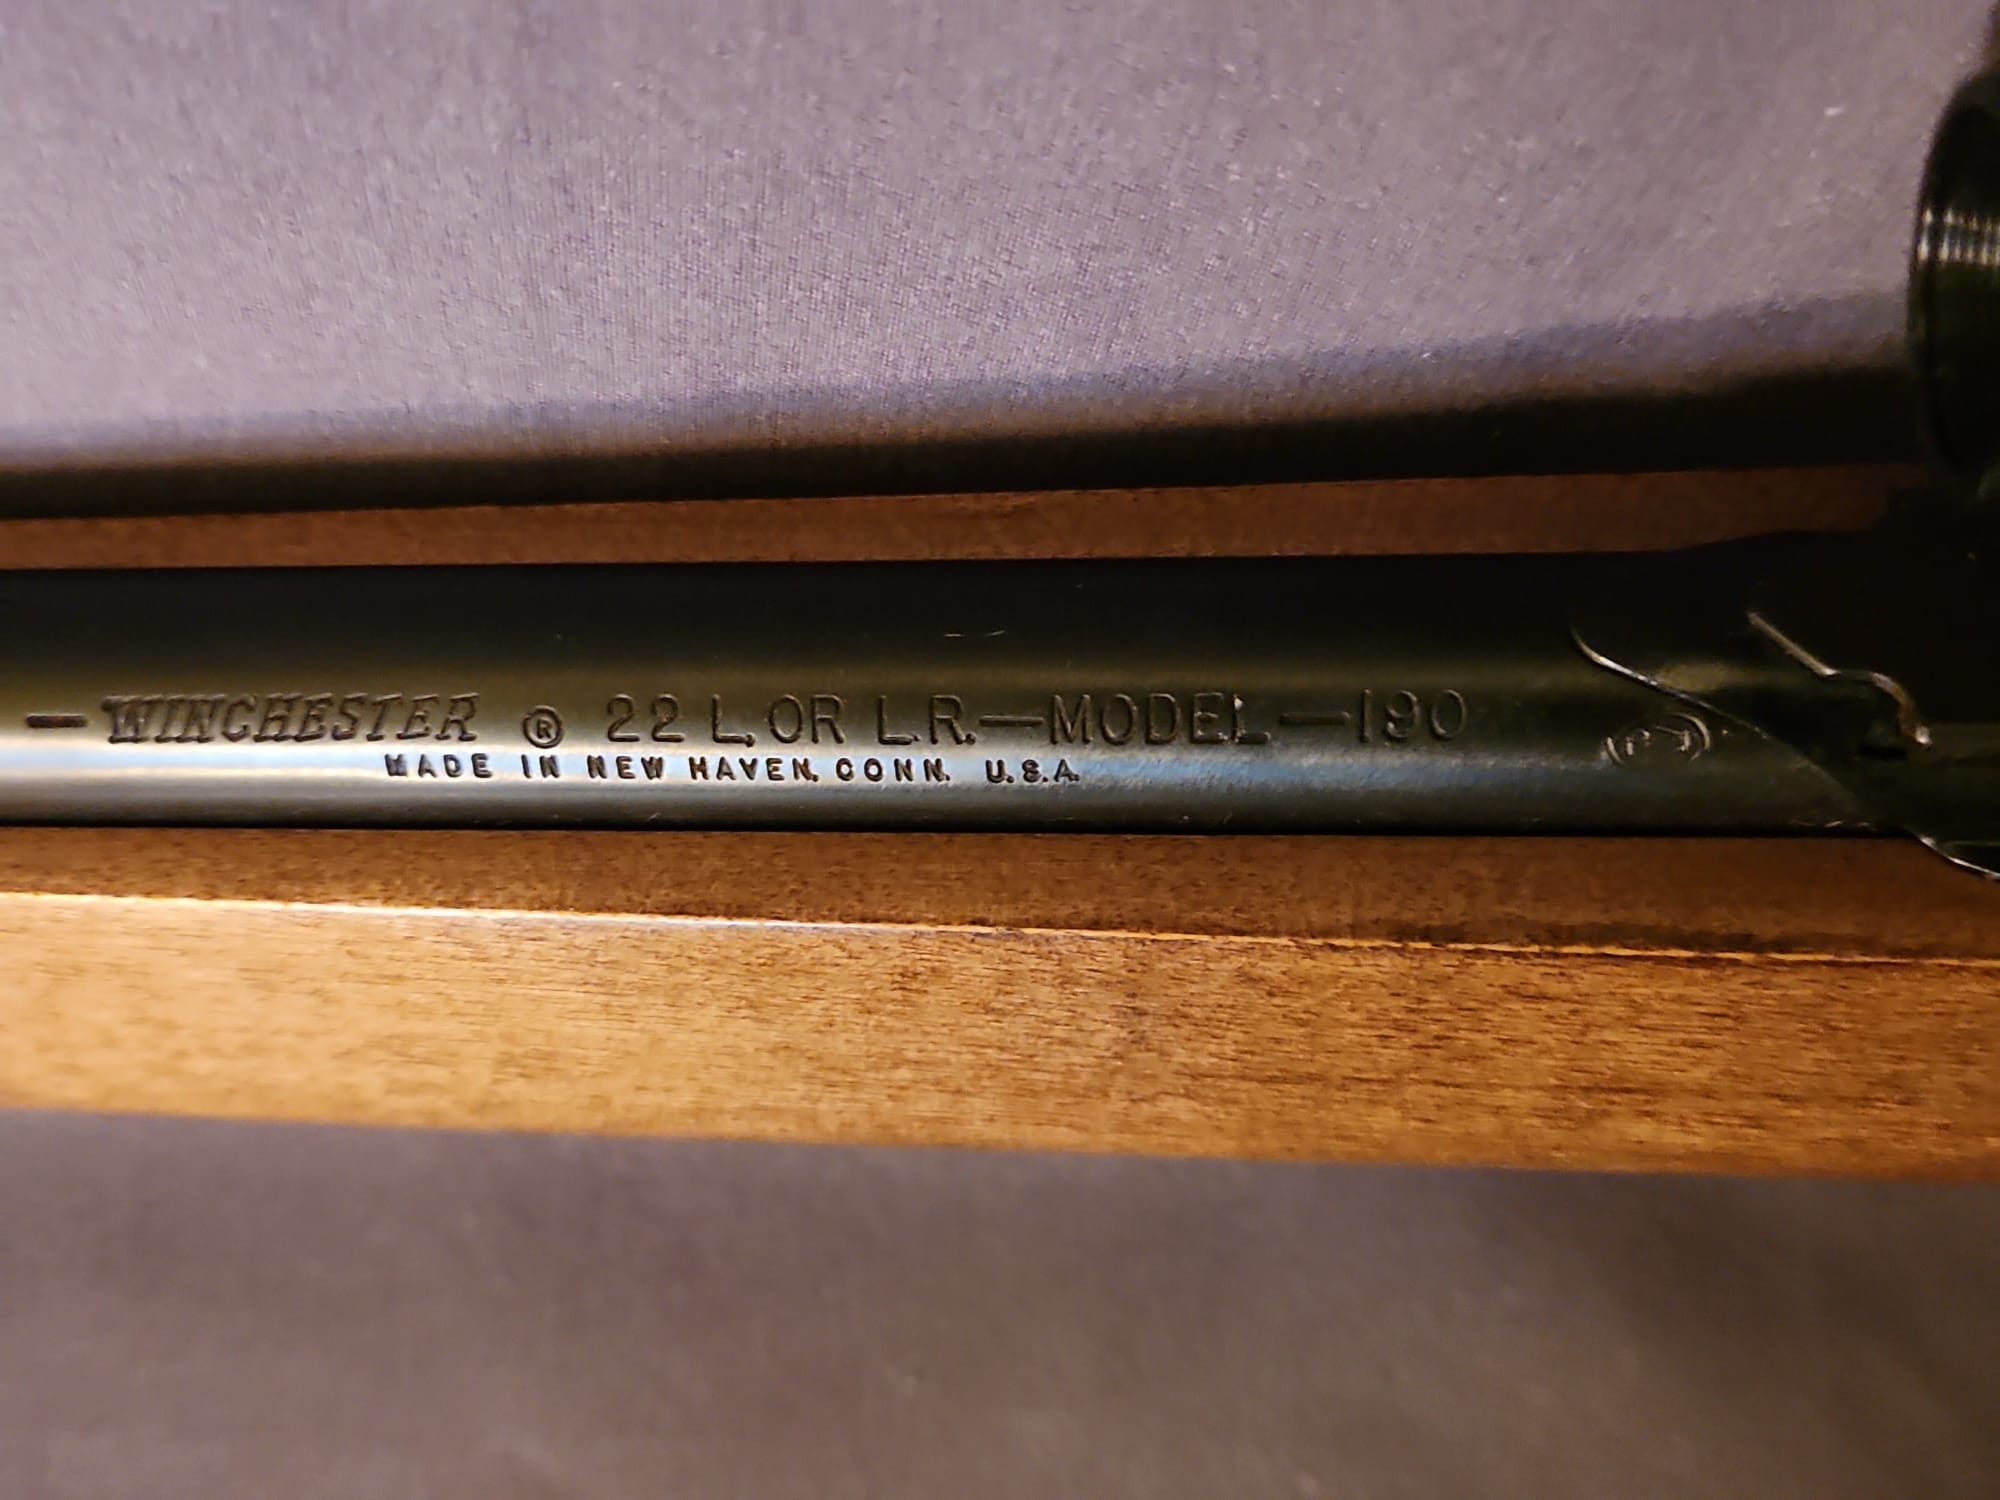 —WINCHESTER ® 22 L. OR L.R.—MODEL—190
MADE IN NEW HAVEN. CONN. U.S.A.